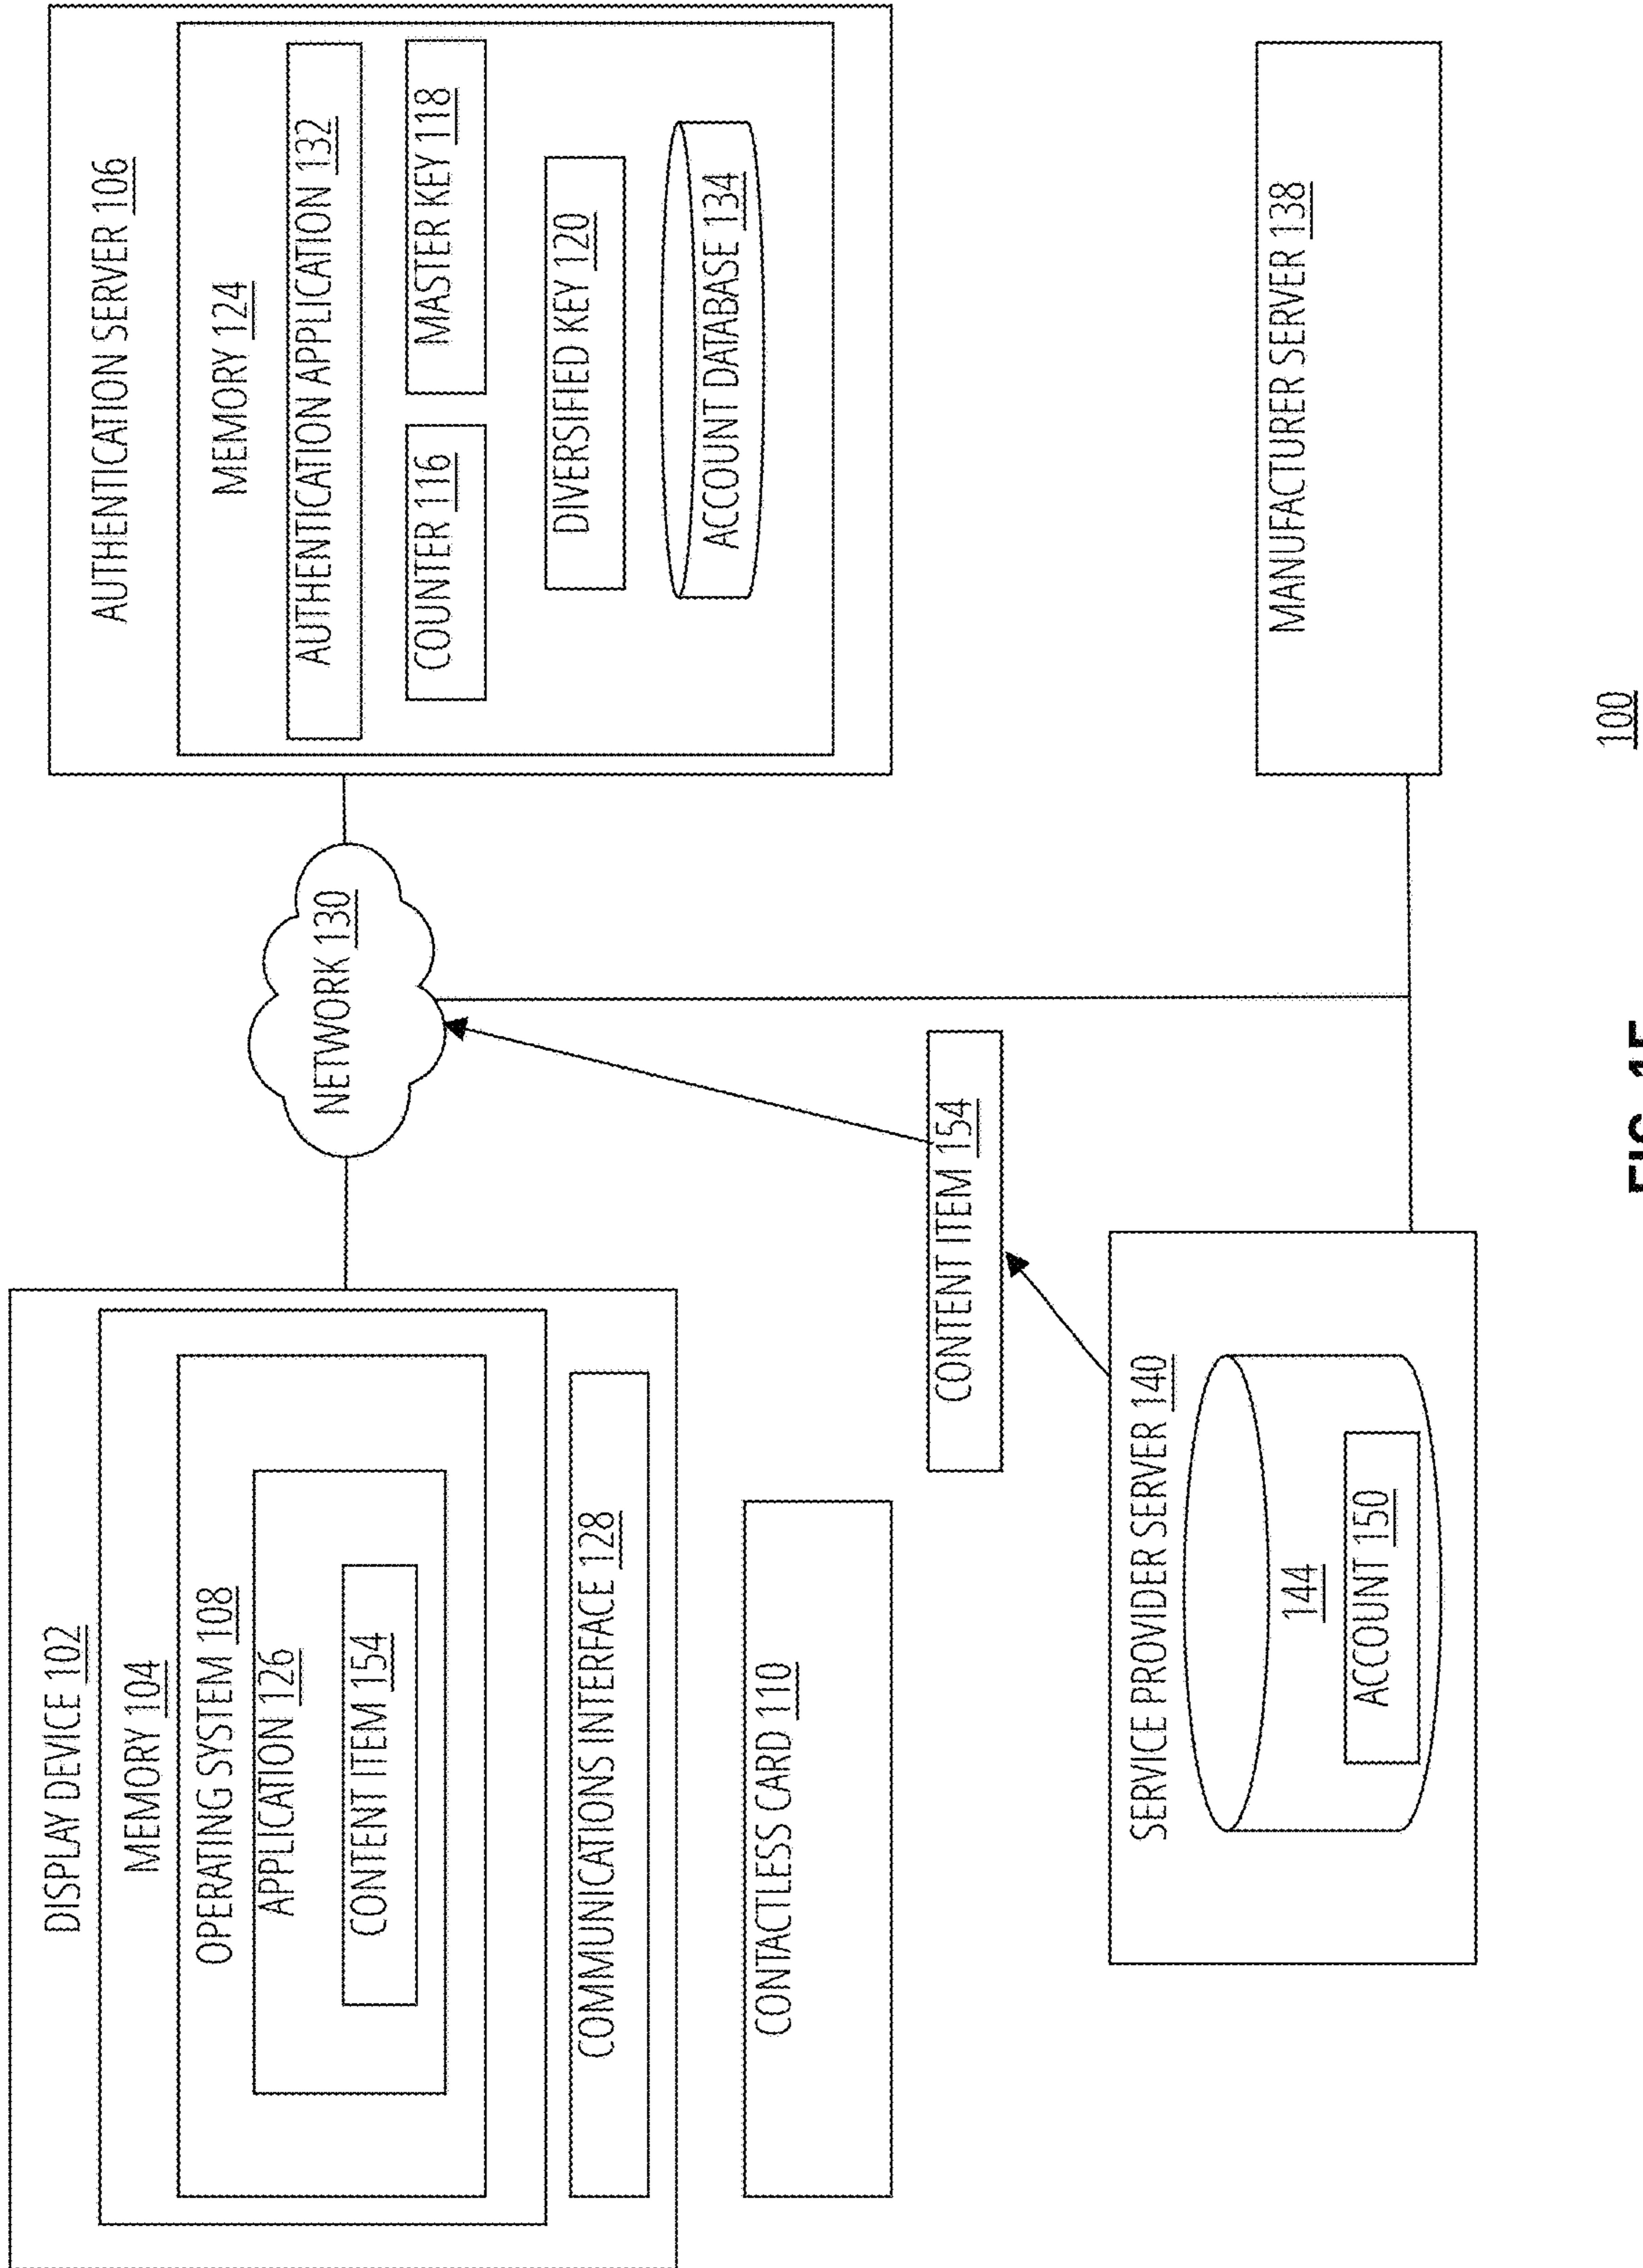 DISPLAY DEVICE 102
MEMORY 104
OPERATING SYSTEM 108
APPLICATION 126
CONTENT ITEM 154
COMMUNICATIONS INTERFACE 128
CONTACTLESS CARD 110
NETWORK 130
AUTHENTICATION SERVER 106
MEMORY 124
AUTHENTICATION APPLICATION 132
COUNTER 116
MASTER KEY 118
DIVERSIFIED KEY 120
ACCOUNT DATABASE 134
CONTENT ITEM 154
SERVICE PROVIDER SERVER 140
144
ACCOUNT 150
MANUFACTURER SERVER 138
100